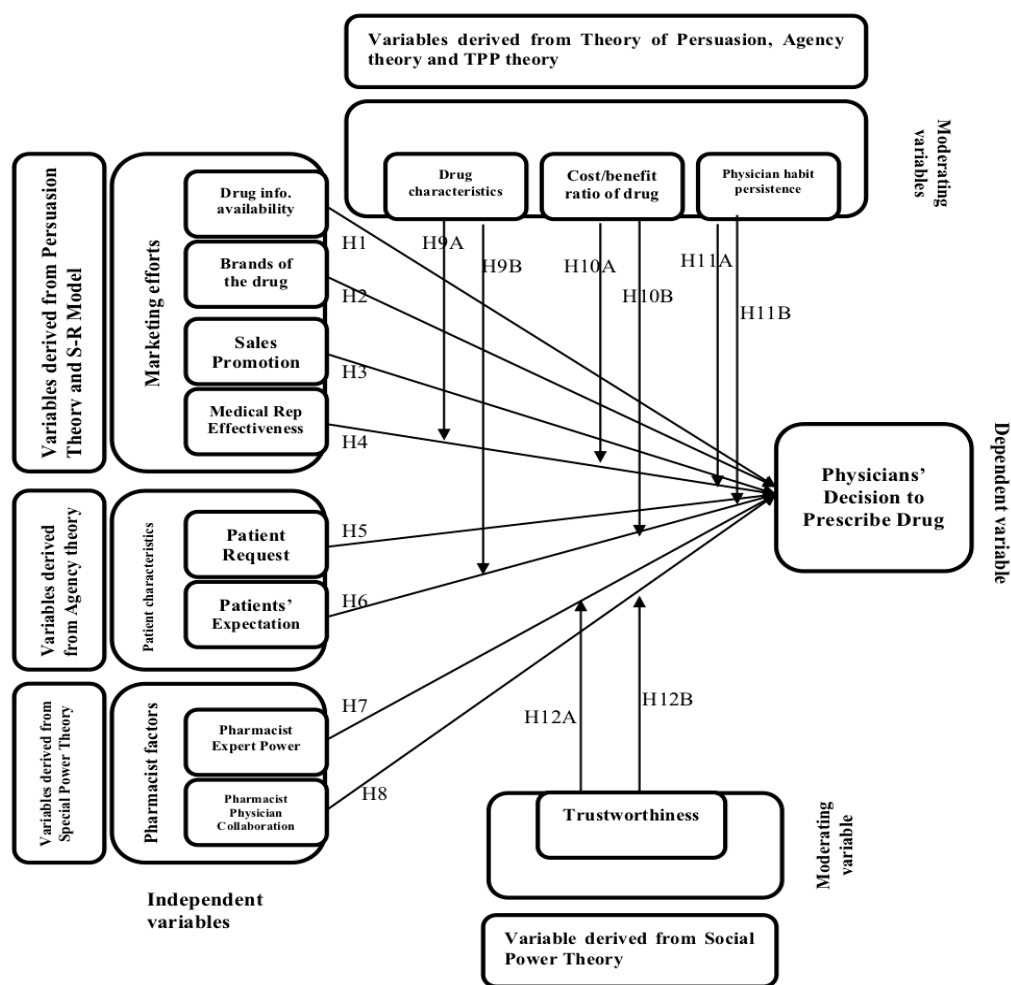 Variables derived from Theory of Persuasion, Agency
theory and TPP theory
Moderating
variables
Drug
characteristics
Cost/benefit
ratio of drug
Physician habit
persistence
Variables derived from Persuasion
Theory and S-R Model
Marketing efforts
Drug info.
availability
Brands of
the drug
Sales
Promotion
Medical Rep
Effectiveness
H1
H2
H3
H4
H9A
H9B
H10A
H10B
H11A
H11B
Physicians'
Decision to
Prescribe Drug
Dependent variable
Variables derived
from Agency theory
Patient characteristics
Patient
Request
Patients'
Expectation
H5
H6
Variables derived from
Special Power Theory
Pharmacist factors
Pharmacist
Expert Power
Pharmacist
Physician
Collaboration
H7
H8
H12A
H12B
Trustworthiness
Moderating
variable
Independent
variables
Variable derived from Social
Power Theory